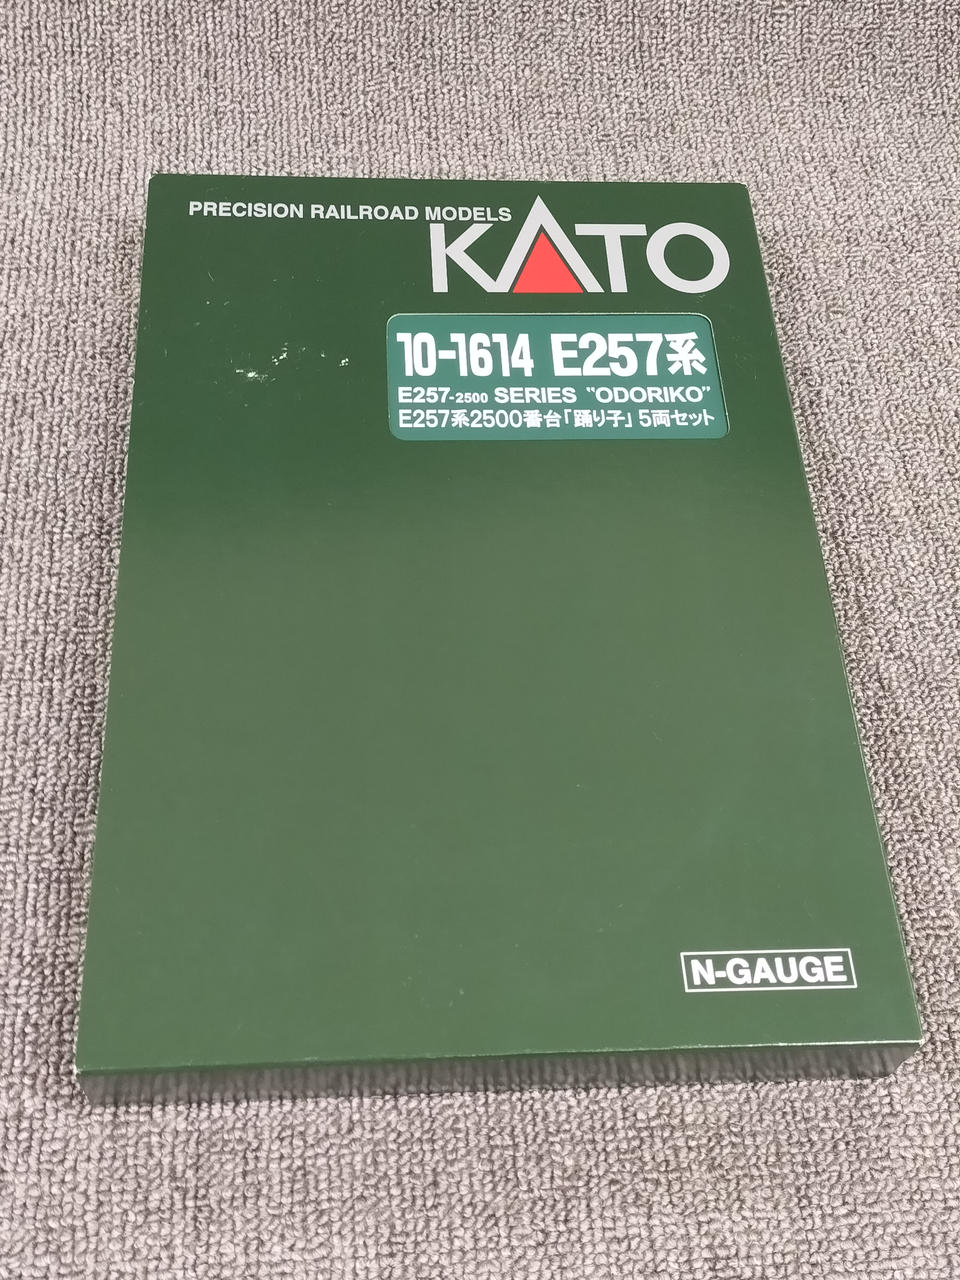 PRECISION RAILROAD MODELS
KATO
10-1614 E257系
E257-2500 SERIES "ODORIKO"
E257系2500番台「踊り子」5両セット
N-GAUGE